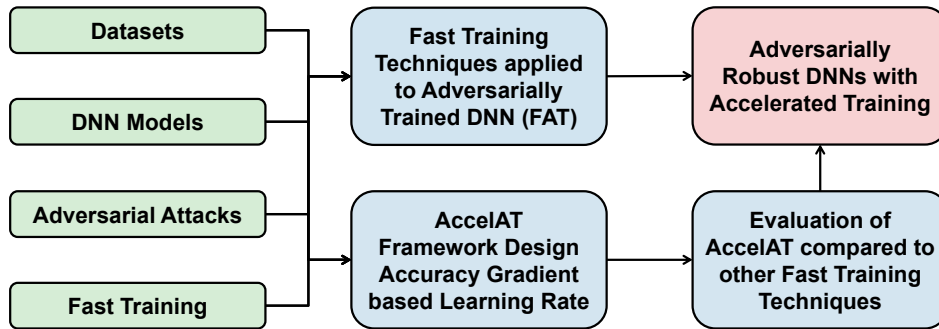 Datasets
DNN Models
Adversarial Attacks
Fast Training
Fast Training
Techniques applied
to Adversarially
Trained DNN (FAT)
AccelAT
Framework Design
Accuracy Gradient
based Learning Rate
Adversarially
Robust DNNs with
Accelerated Training
Evaluation of
AccelAT compared to
other Fast Training
Techniques